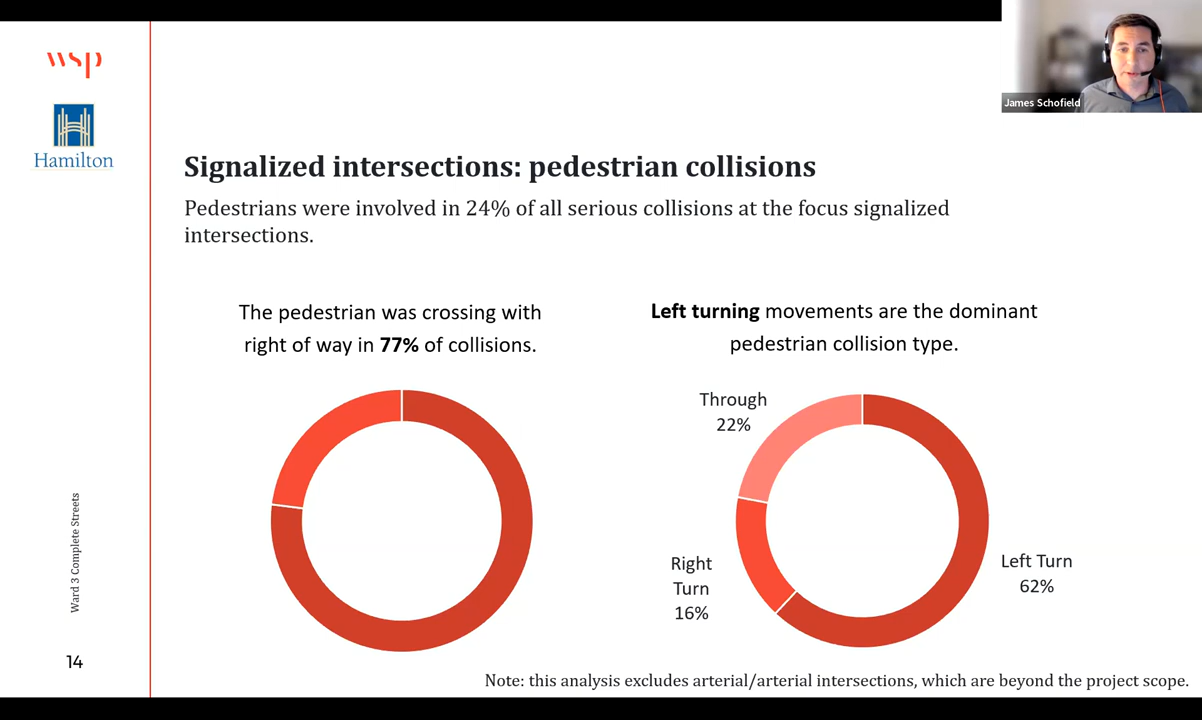 wsp
Hamilton
James Schofield
Signalized intersections: pedestrian collisions
Pedestrians were involved in 24% of all serious collisions at the focus signalized
intersections.
The pedestrian was crossing with
right of way in 77% of collisions.
Left turning movements are the dominant
pedestrian collision type.
Through
22%
Right
Turn
16%
Left Turn
62%
Ward 3 Complete Streets
14
Note: this analysis excludes arterial/arterial intersections, which are beyond the project scope.